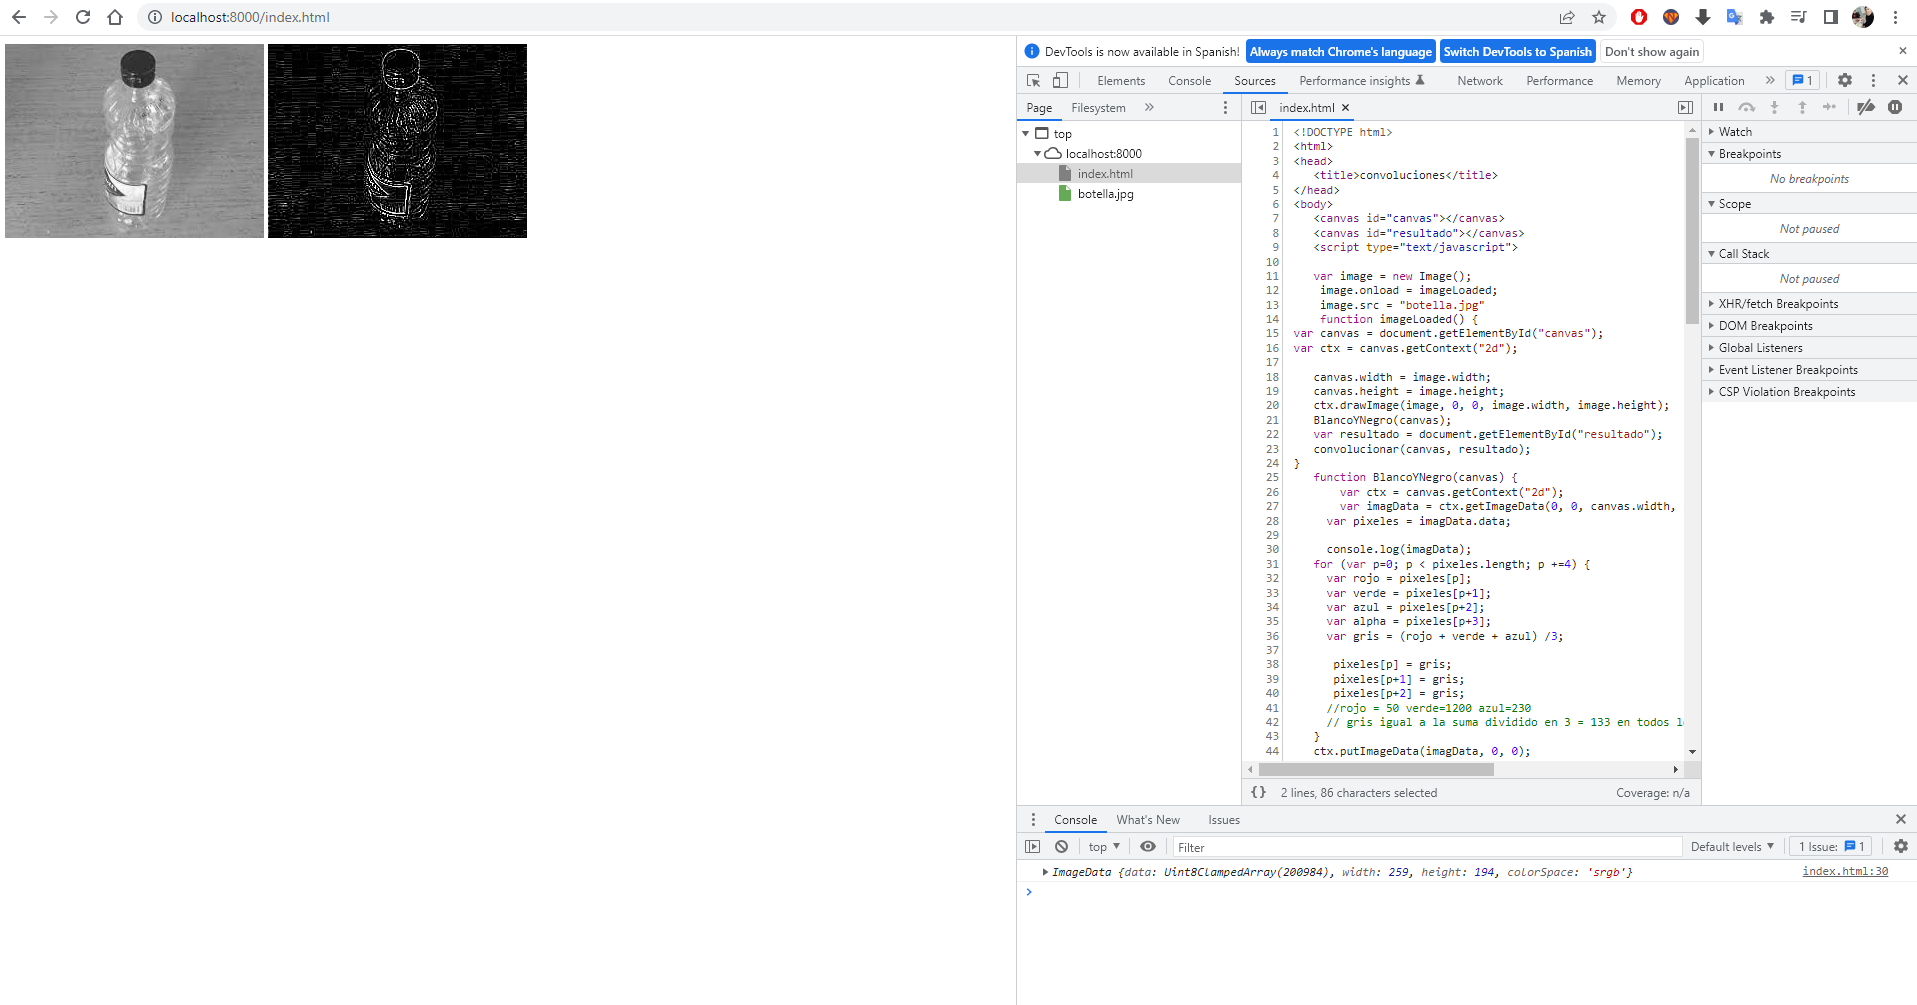 localhost:8000/index.html
DevTools is now available in Spanish! Always match Chrome's language Switch DevTools to Spanish Don't show again
Elements Console Sources Performance insights Network Performance Memory Application 1
Page Filesystem
index.html
top
localhost:8000
index.html
botella.jpg
1 <!DOCTYPE html>
2 <html>
3 <head>
4 <title>convoluciones</title>
5 </head>
6 <body>
7 <canvas id="canvas"></canvas>
8 <canvas id="resultado"></canvas>
9 <script type="text/javascript">
10
11 var image = new Image();
12 image.onload = imageLoaded;
13 image.src = "botella.jpg"
14 function imageLoaded() {
15 var canvas = document.getElementById("canvas");
16 var ctx = canvas.getContext("2d");
17
18 canvas.width = image.width;
19 canvas.height = image.height;
20 ctx.drawImage(image, 0, 0, image.width, image.height);
21 BlancoYNegro(canvas);
22 var resultado = document.getElementById("resultado");
23 convolucionar(canvas, resultado);
24 }
25 function BlancoYNegro(canvas) {
26 var ctx = canvas.getContext("2d");
27 var imagData = ctx.getImageData(0, 0, canvas.width,
28 var pixeles = imagData.data;
29
30 console.log(imagData);
31 for (var p=0; p < pixeles.length; p +=4) {
32 var rojo = pixeles[p];
33 var verde = pixeles[p+1];
34 var azul = pixeles[p+2];
35 var alpha = pixeles[p+3];
36 var gris = (rojo + verde + azul) /3;
37
38 pixeles[p] = gris;
39 pixeles[p+1] = gris;
40 pixeles[p+2] = gris;
41 //rojo = 50 verde=1200 azul=230
42 // gris igual a la suma dividido en 3 = 133 en todos l
43 }
44 ctx.putImageData(imagData, 0, 0);
{} 2 lines, 86 characters selected Coverage: n/a
Watch
Breakpoints
No breakpoints
Scope
Not paused
Call Stack
Not paused
XHR/fetch Breakpoints
DOM Breakpoints
Global Listeners
Event Listener Breakpoints
CSP Violation Breakpoints
Console What's New Issues
top Filter Default levels 1 Issue: 1
ImageData {data: Uint8ClampedArray(200984), width: 259, height: 194, colorSpace: 'srgb'} index.html:30